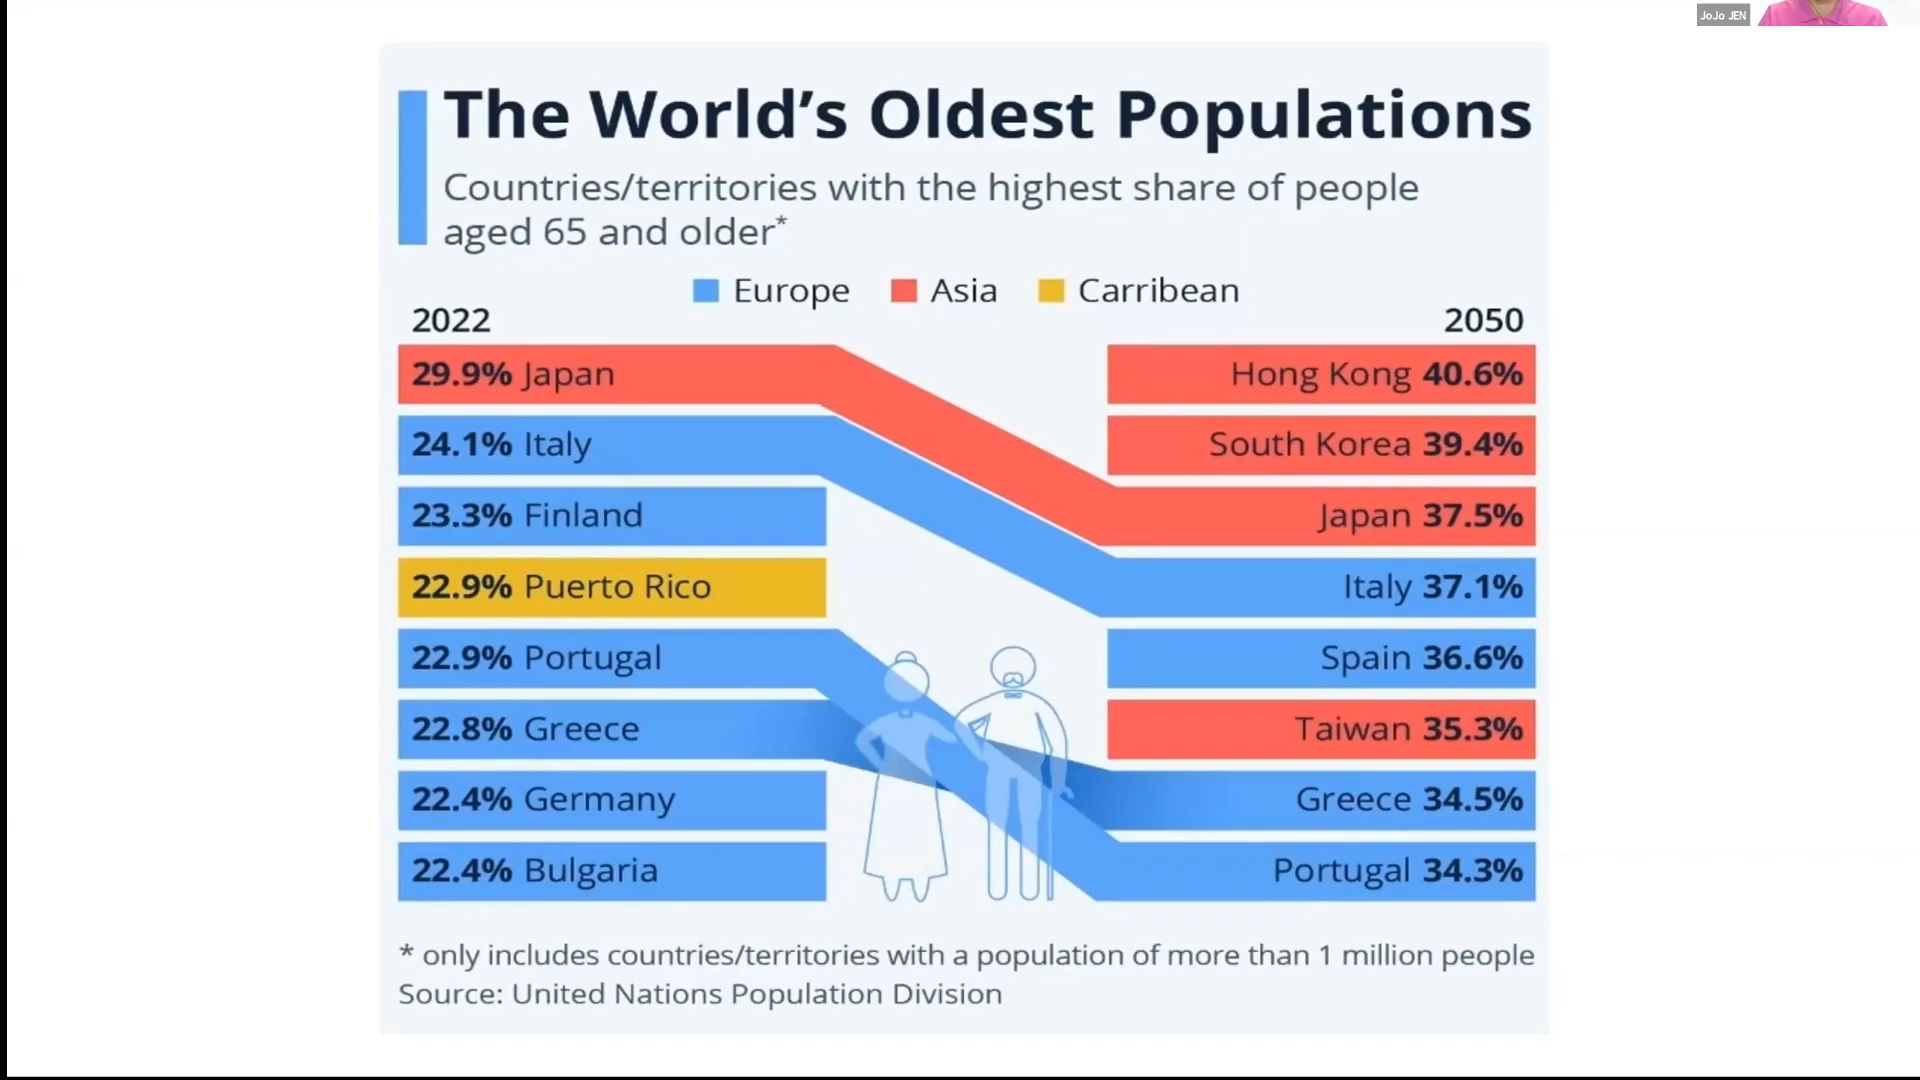 JoJo JEN
The World's Oldest Populations
Countries/territories with the highest share of people
aged 65 and older*
Europe Asia Carribean
2022 2050
29.9% Japan Hong Kong 40.6%
24.1% Italy South Korea 39.4%
23.3% Finland Japan 37.5%
22.9% Puerto Rico Italy 37.1%
22.9% Portugal Spain 36.6%
22.8% Greece Taiwan 35.3%
22.4% Germany Greece 34.5%
22.4% Bulgaria Portugal 34.3%
* only includes countries/territories with a population of more than 1 million people
Source: United Nations Population Division